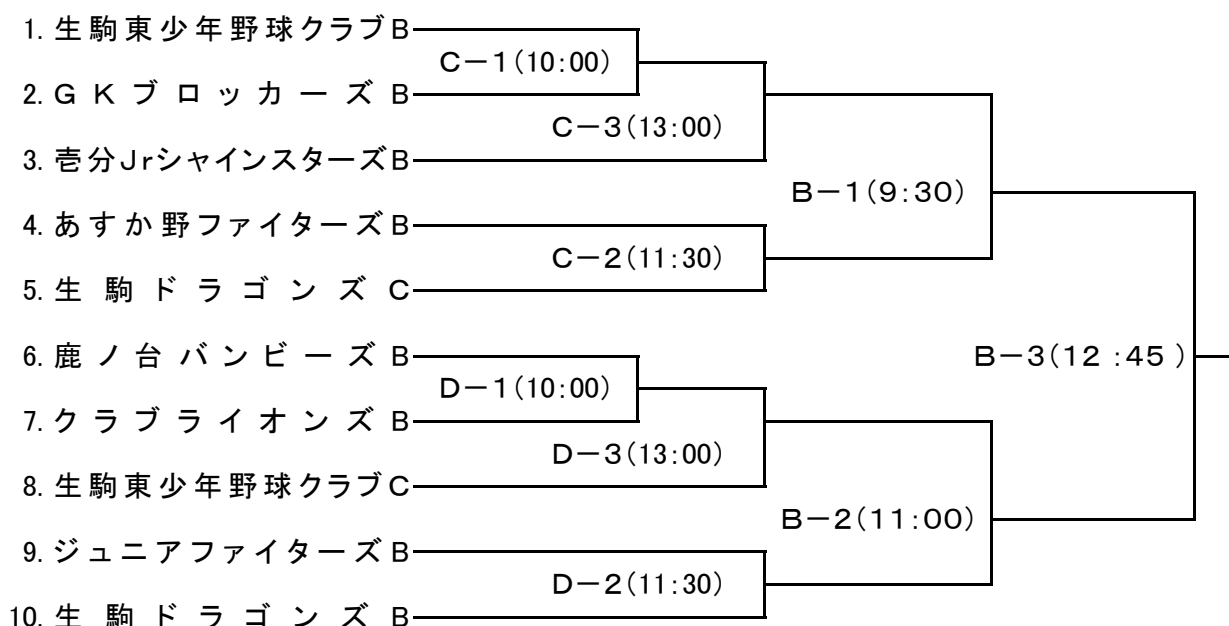 1. 生駒東少年野球クラブB
C－1(10:00)
2. GKブロッカーズB
C－3(13:00)
3. 壱分JrシャインスターズB
B－1(9:30)
4. あすか野ファイターズB
C－2(11:30)
5. 生駒ドラゴンズC
6. 鹿ノ台バンビーズB
B－3(12:45)
D－1(10:00)
7. クラブライオンズB
D－3(13:00)
8. 生駒東少年野球クラブC
B－2(11:00)
9. ジュニアファイターズB
D－2(11:30)
10. 生駒ドラゴンズB